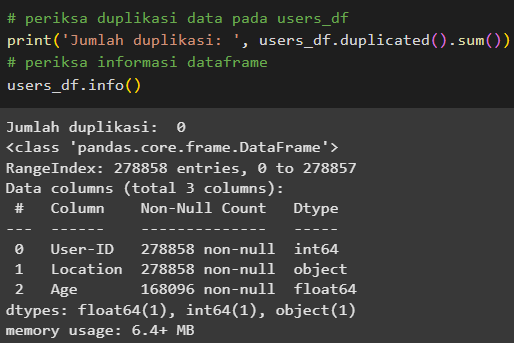 # periksa duplikasi data pada users_df
print('Jumlah duplikasi: ', users_df.duplicated().sum())
# periksa informasi dataframe
users_df.info()
Jumlah duplikasi:  0
<class 'pandas.core.frame.DataFrame'>
RangeIndex: 278858 entries, 0 to 278857
Data columns (total 3 columns):
 #   Column    Non-Null Count   Dtype
---  ------    --------------   -----
 0   User-ID   278858 non-null  int64
 1   Location  278858 non-null  object
 2   Age       168096 non-null  float64
dtypes: float64(1), int64(1), object(1)
memory usage: 6.4+ MB